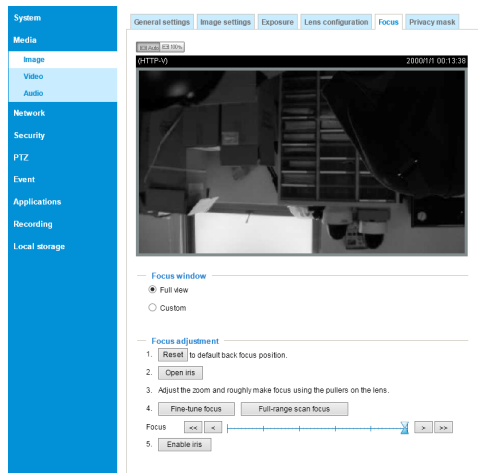 System
Media
Image
Video
Audio
Network
Security
PTZ
Event
Applications
Recording
Local storage
General settings Image settings Exposure Lens configuration Focus Privacy mask
Auto 100%
(HTTP-V) 2000/1/1 00:13:38
Focus window
Full view
Custom
Focus adjustment
1. Reset to default back focus position.
2. Open iris
3. Adjust the zoom and roughly make focus using the pullers on the lens.
4. Fine-tune focus Full-range scan focus
Focus << < > >>
5. Enable iris